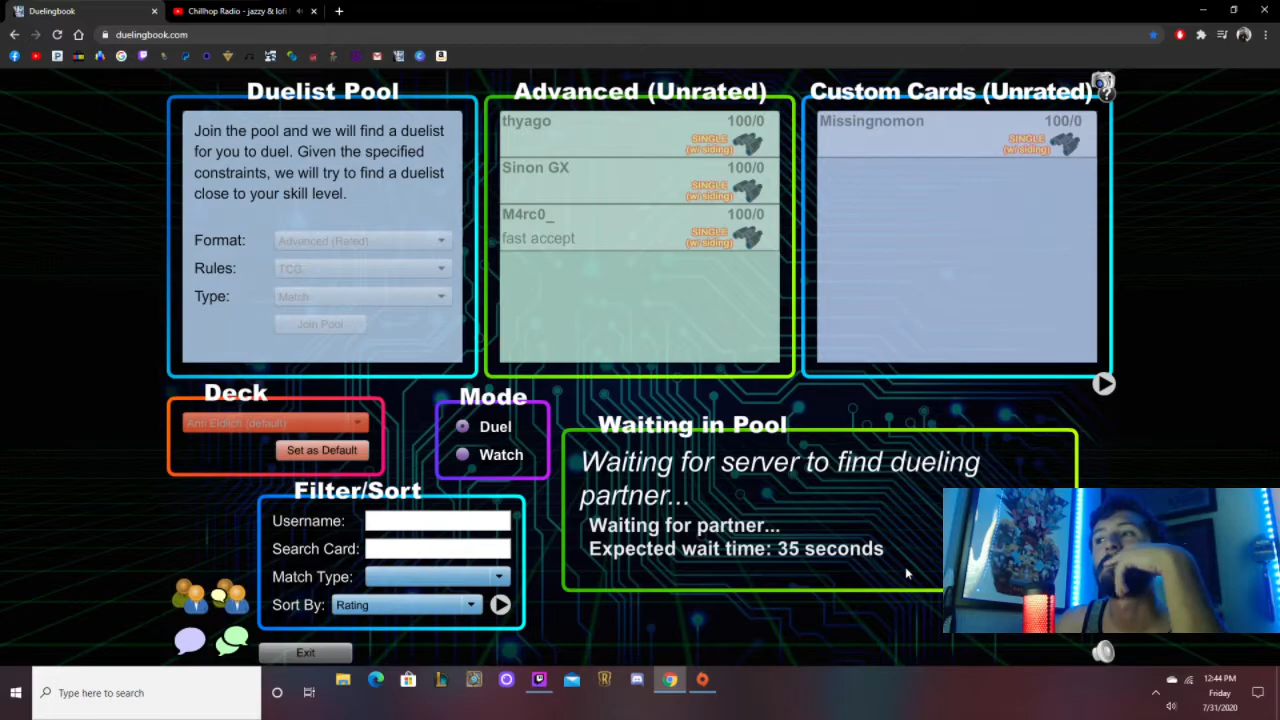 Duelingbook
Chillhop Radio - jazzy & lofi
duelingbook.com
Duelist Pool
Join the pool and we will find a duelist
for you to duel. Given the specified
constraints, we will try to find a duelist
close to your skill level.
Format:
Advanced (Rated)
Rules:
TCG
Type:
Match
Join Pool
Advanced (Unrated)
thyago 100/0
SINGLE
(w/ siding)
Sinon GX 100/0
SINGLE
(w/ siding)
M4rc0_ 100/0
fast accept
SINGLE
(w/ siding)
Custom Cards (Unrated)
Missingnomon 100/0
SINGLE
(w/ siding)
Deck
Anti Eldlich (default)
Set as Default
Mode
Duel
Watch
Filter/Sort
Username:
Search Card:
Match Type:
Sort By: Rating
Exit
Waiting in Pool
Waiting for server to find dueling
partner...
Waiting for partner...
Expected wait time: 35 seconds
Type here to search
12:44 PM
Friday
7/31/2020